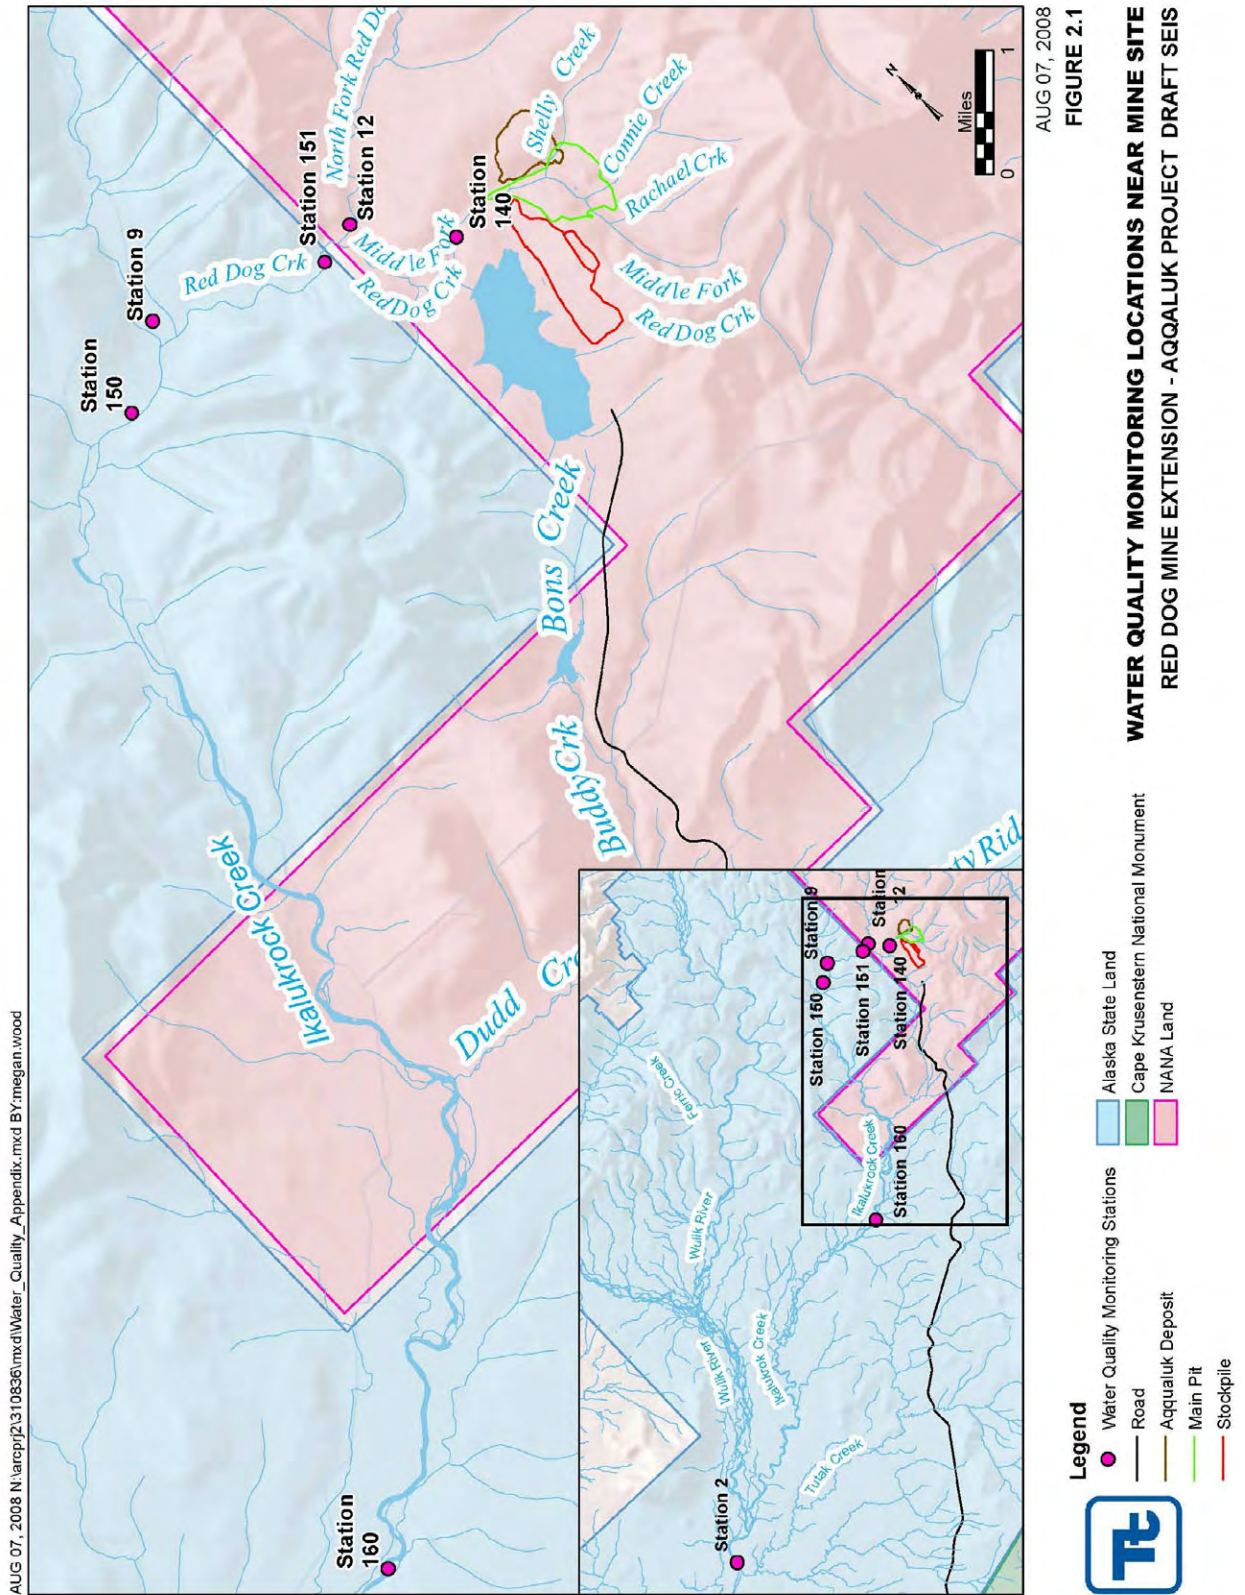 AUG 07, 2008 N:\arcprj2\310836\mxd\Water_Quality_Appendix.mxd BY:megan.wood
Station
160
Ikalukrock Creek
Dudd Cre
Buddy Crk
Bons Creek
Station
150
Station 9
Red Dog Crk
Station 151
Station 12
North Fork Red Do
Middle Fork
Red Dog Crk
Station
140
Shelly Creek
Connie Creek
Rachael Crk
Middle Fork
Red Dog Crk
N
Miles
0 1
ty Rid
Station 2
Wulik River
Wulik River
Ferric Creek
Ikalukrok Creek
Tutak Creek
Ikalukrock Creek
Station 160
Station 150
Station 9
Station 151
Station
Station 140
AUG 07, 2008
FIGURE 2.1
WATER QUALITY MONITORING LOCATIONS NEAR MINE SITE
RED DOG MINE EXTENSION - AQQALUK PROJECT DRAFT SEIS
Tt
Legend
Water Quality Monitoring Stations
Road
Aqqualuk Deposit
Main Pit
Stockpile
Alaska State Land
Cape Krusenstern National Monument
NANA Land